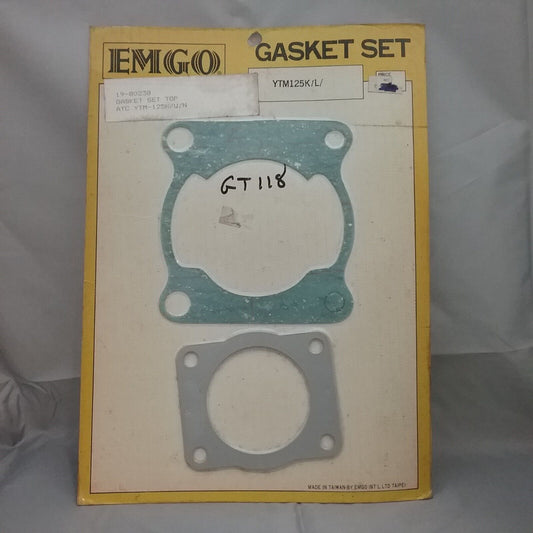 EMGO
GASKET SET
19-80230
GASKET SET TOP
ATC YTM-125K/U/N
YTM125K/L/
PRICE
GT118
MADE IN TAIWAN BY EMGO INT'L. LTD TAIPEI